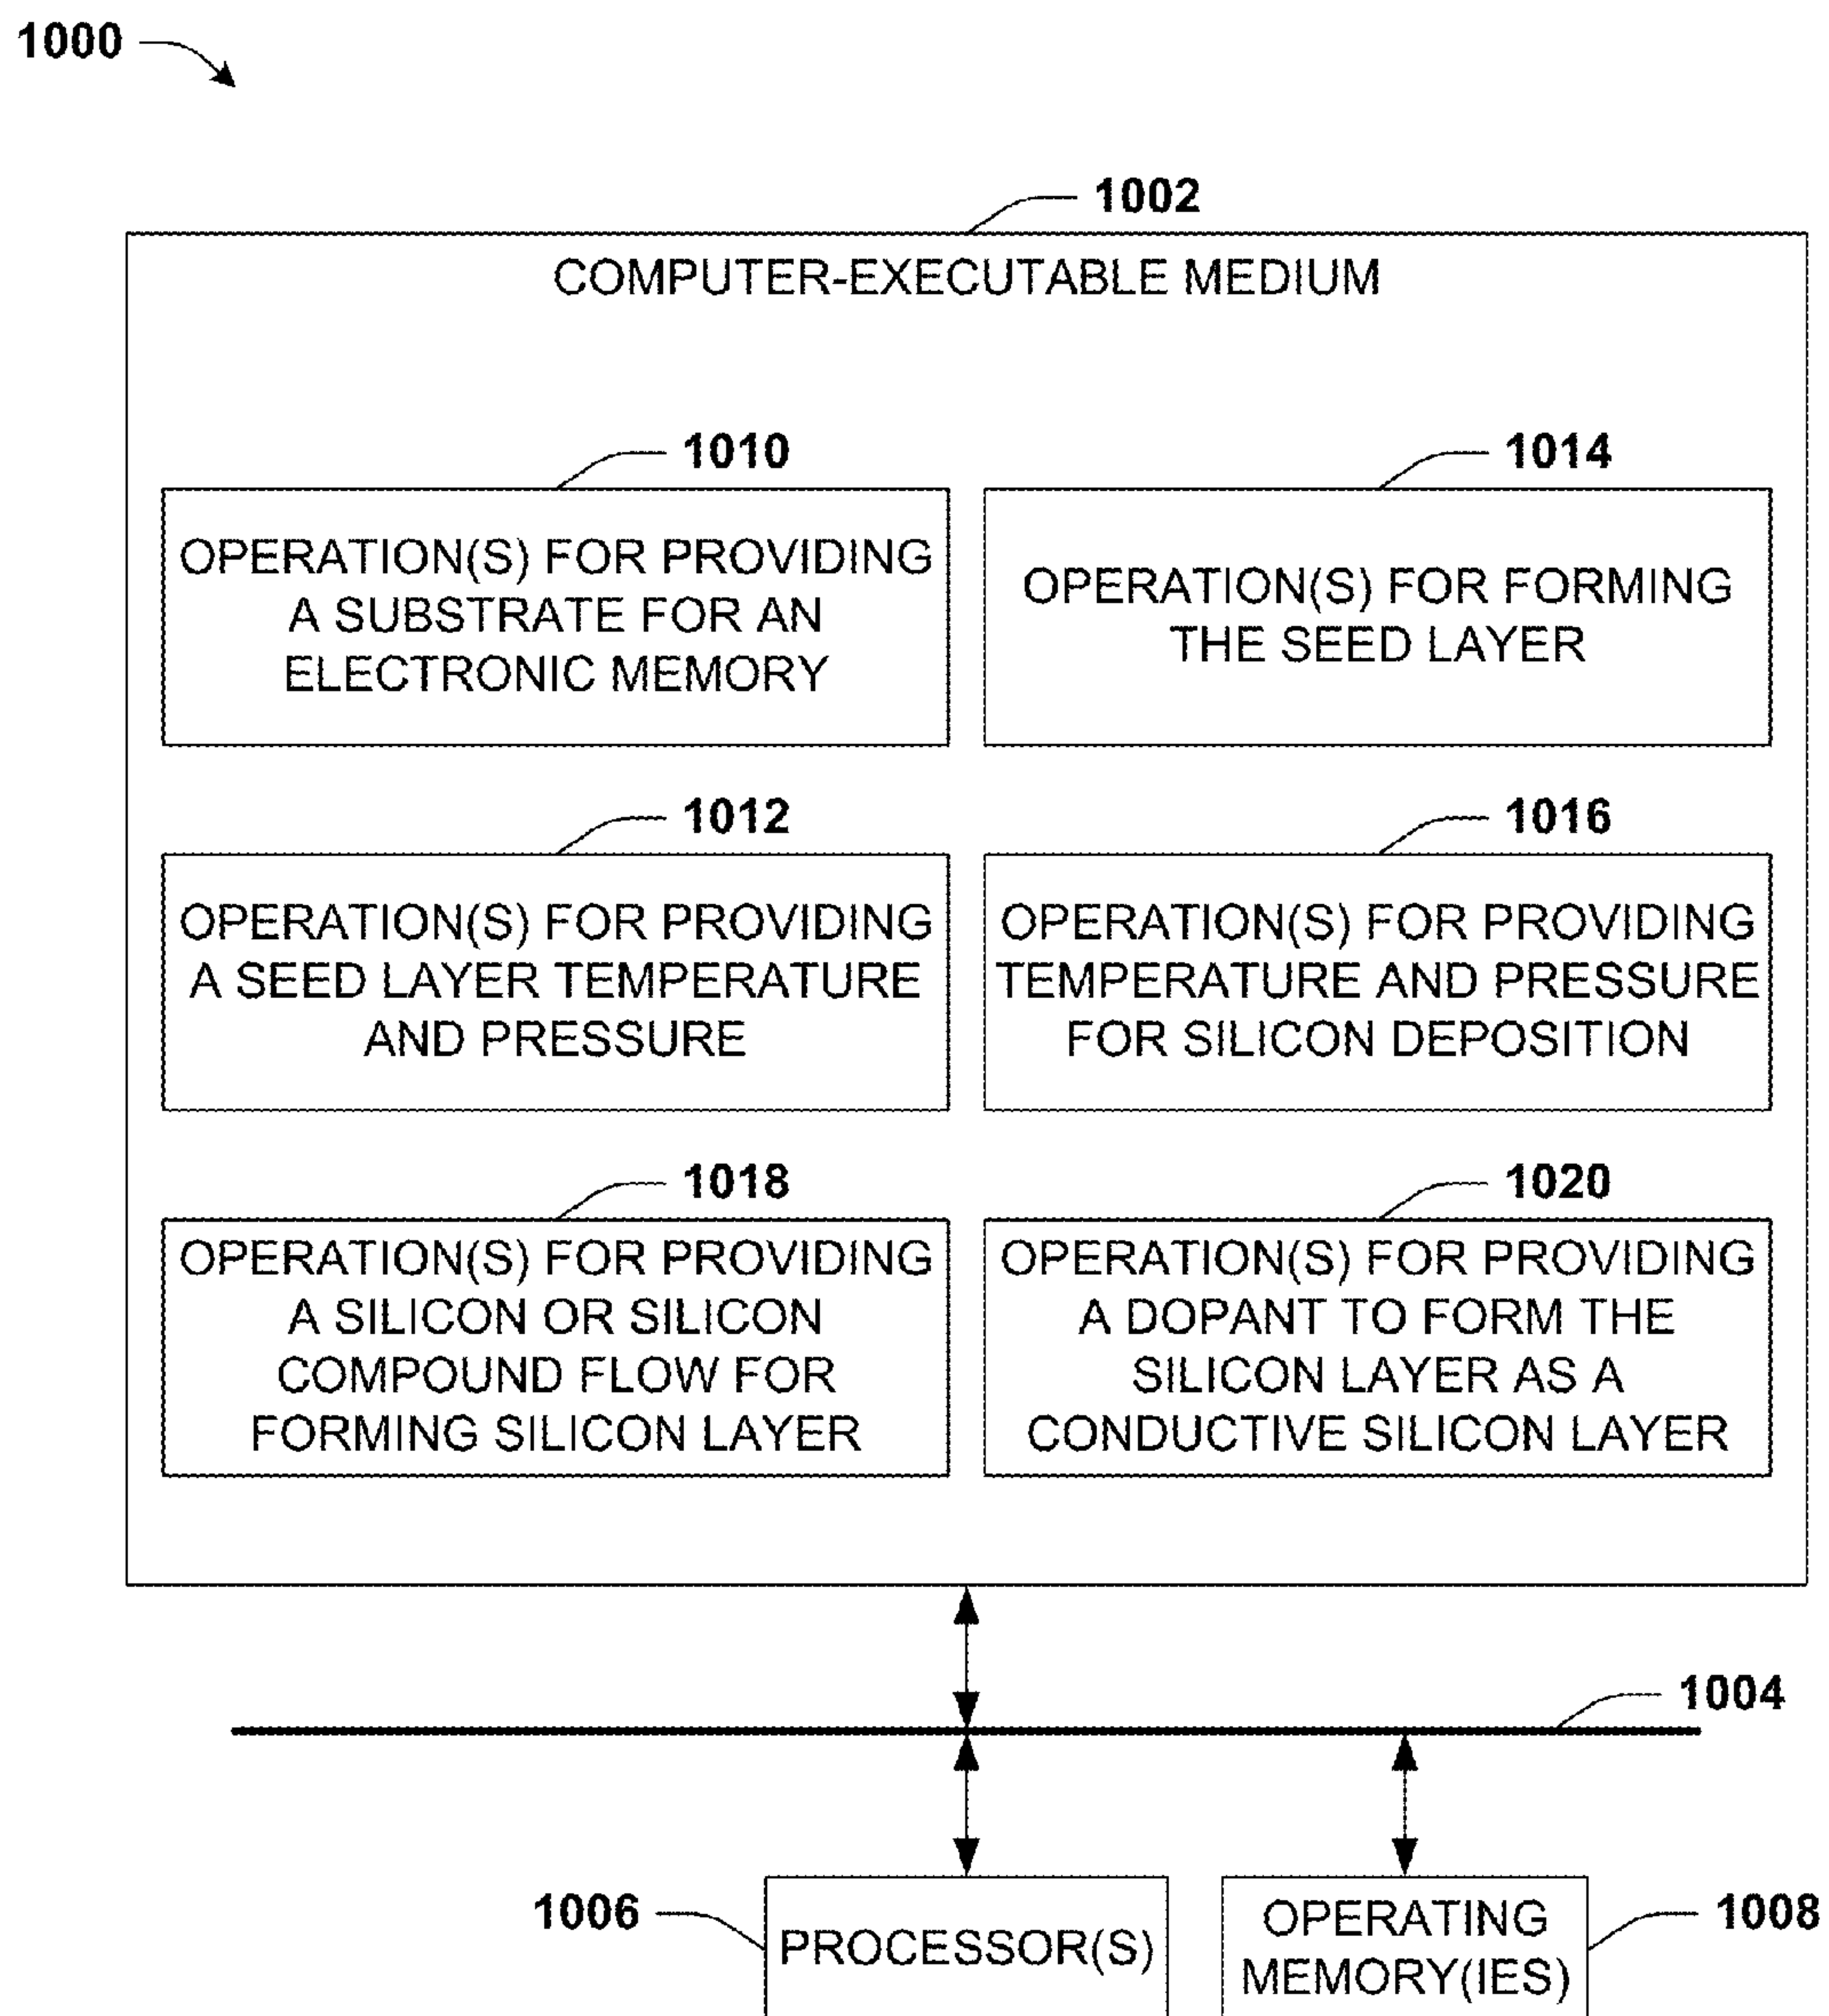 1000
1002
COMPUTER-EXECUTABLE MEDIUM
1010
OPERATION(S) FOR PROVIDING
A SUBSTRATE FOR AN
ELECTRONIC MEMORY
1014
OPERATION(S) FOR FORMING
THE SEED LAYER
1012
OPERATION(S) FOR PROVIDING
A SEED LAYER TEMPERATURE
AND PRESSURE
1016
OPERATION(S) FOR PROVIDING
TEMPERATURE AND PRESSURE
FOR SILICON DEPOSITION
1018
OPERATION(S) FOR PROVIDING
A SILICON OR SILICON
COMPOUND FLOW FOR
FORMING SILICON LAYER
1020
OPERATION(S) FOR PROVIDING
A DOPANT TO FORM THE
SILICON LAYER AS A
CONDUCTIVE SILICON LAYER
1004
1006
PROCESSOR(S)
OPERATING
MEMORY(IES)
1008